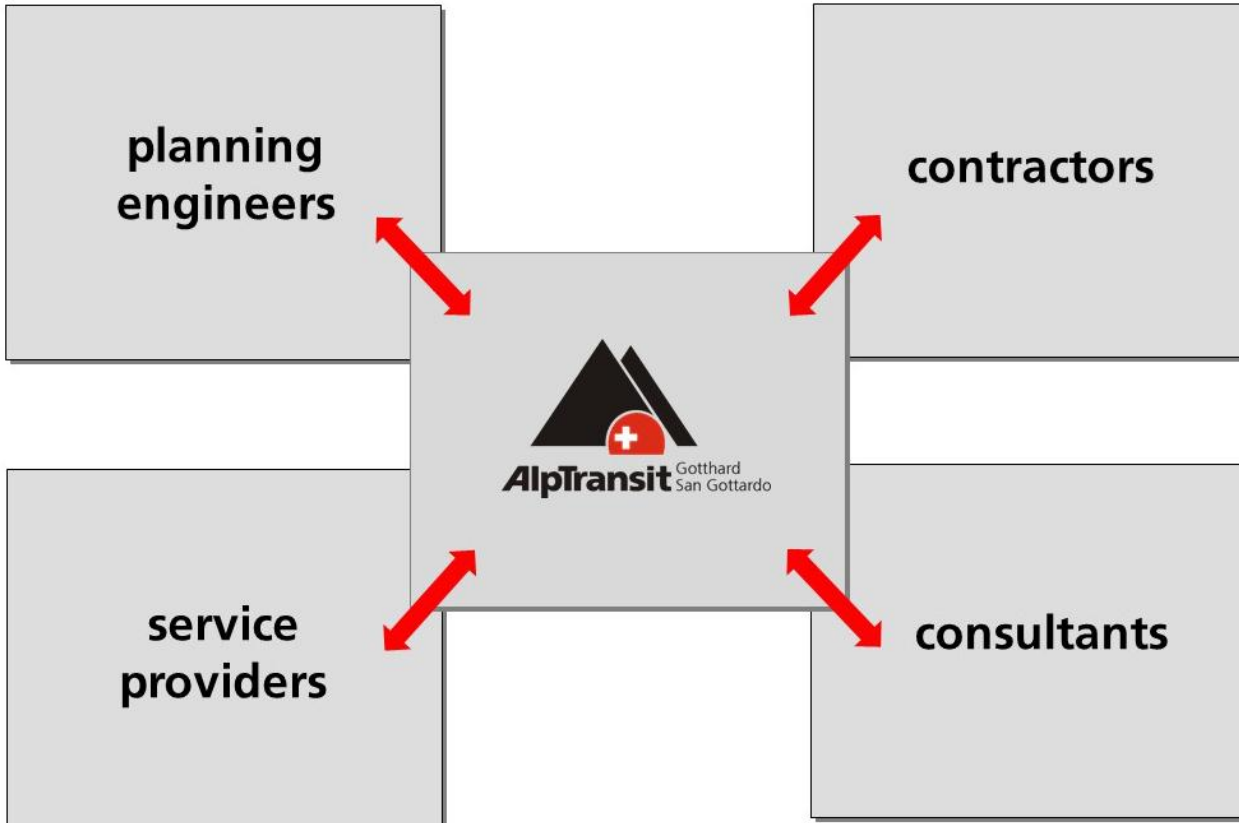 planning
engineers
contractors
AlpTransit Gotthard
San Gottardo
service
providers
consultants